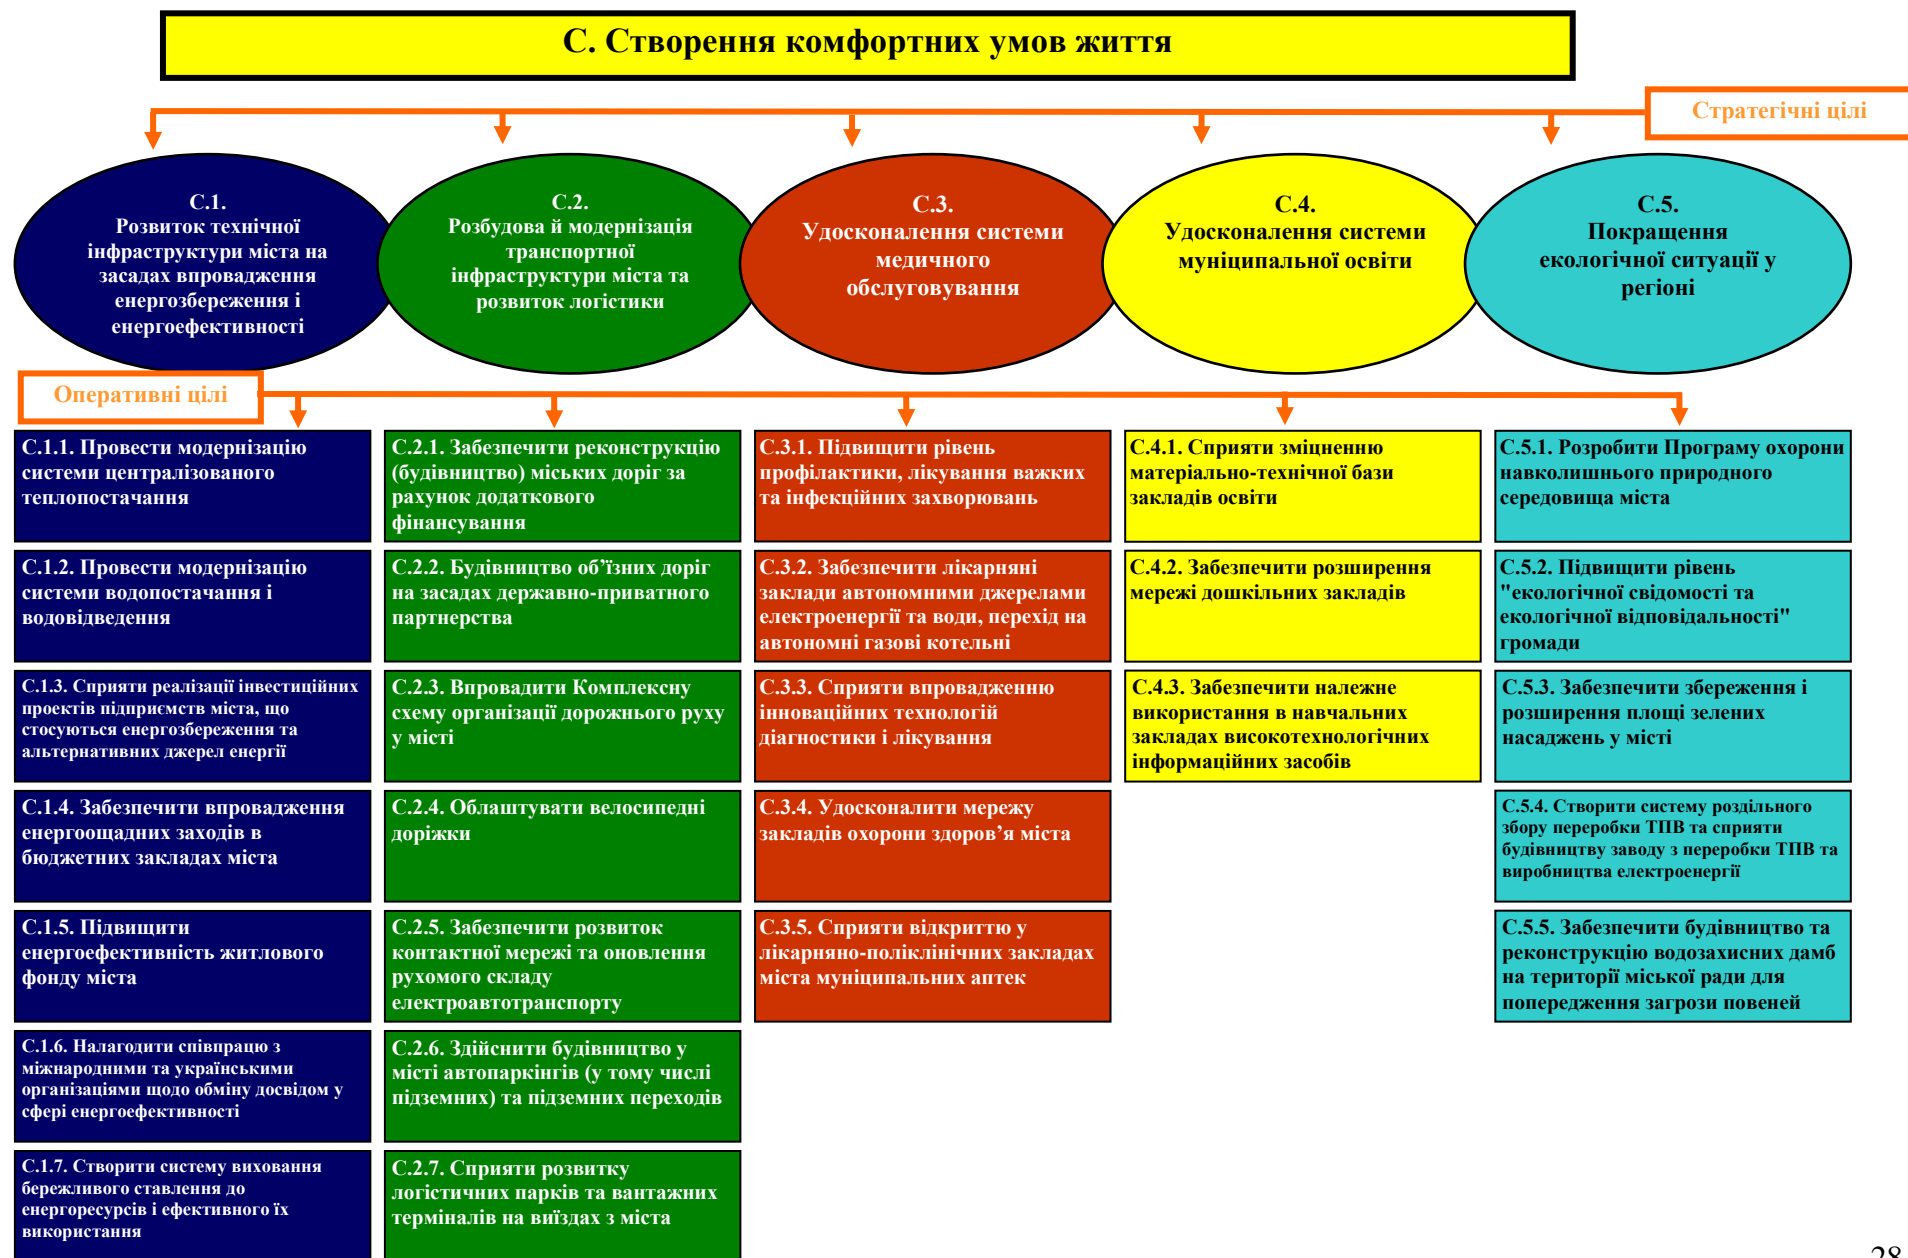 С. Створення комфортних умов життя
Стратегічні цілі
С.1.
Розвиток технічної
інфраструктури міста на
засадах впровадження
енергозбереження і
енергоефективності
С.2.
Розбудова й модернізація
транспортної
інфраструктури міста та
розвиток логістики
С.3.
Удосконалення системи
медичного
обслуговування
С.4.
Удосконалення системи
муніципальної освіти
С.5.
Покращення
екологічної ситуації у
регіоні
Оперативні цілі
С.1.1. Провести модернізацію
системи централізованого
теплопостачання
С.1.2. Провести модернізацію
системи водопостачання і
водовідведення
С.1.3. Сприяти реалізації інвестиційних
проектів підприємств міста, що
стосуються енергозбереження та
альтернативних джерел енергії
С.1.4. Забезпечити впровадження
енергоощадних заходів в
бюджетних закладах міста
С.1.5. Підвищити
енергоефективність житлового
фонду міста
С.1.6. Налагодити співпрацю з
міжнародними та українськими
організаціями щодо обміну досвідом у
сфері енергоефективності
С.1.7. Створити систему виховання
бережливого ставлення до
енергоресурсів і ефективного їх
використання
С.2.1. Забезпечити реконструкцію
(будівництво) міських доріг за
рахунок додаткового
фінансування
С.2.2. Будівництво об’їзних доріг
на засадах державно-приватного
партнерства
С.2.3. Впровадити Комплексну
схему організації дорожнього руху
у місті
С.2.4. Облаштувати велосипедні
доріжки
С.2.5. Забезпечити розвиток
контактної мережі та оновлення
рухомого складу
електроавтотранспорту
С.2.6. Здійснити будівництво у
місті автопаркінгів (у тому числі
підземних) та підземних переходів
С.2.7. Сприяти розвитку
логістичних парків та вантажних
терміналів на виїздах з міста
С.3.1. Підвищити рівень
профілактики, лікування важких
та інфекційних захворювань
С.3.2. Забезпечити лікарняні
заклади автономними джерелами
електроенергії та води, перехід на
автономні газові котельні
С.3.3. Сприяти впровадженню
інноваційних технологій
діагностики і лікування
С.3.4. Удосконалити мережу
закладів охорони здоров’я міста
С.3.5. Сприяти відкриттю у
лікарняно-поліклінічних закладах
міста муніципальних аптек
С.4.1. Сприяти зміцненню
матеріально-технічної бази
закладів освіти
С.4.2. Забезпечити розширення
мережі дошкільних закладів
С.4.3. Забезпечити належне
використання в навчальних
закладах високотехнологічних
інформаційних засобів
С.5.1. Розробити Програму охорони
навколишнього природного
середовища міста
С.5.2. Підвищити рівень
"екологічної свідомості та
екологічної відповідальності"
громади
С.5.3. Забезпечити збереження і
розширення площі зелених
насаджень у місті
С.5.4. Створити систему роздільного
збору переробки ТПВ та сприяти
будівництву заводу з переробки ТПВ та
виробництва електроенергії
С.5.5. Забезпечити будівництво та
реконструкцію водозахисних дамб
на території міської ради для
попередження загрози повеней
28